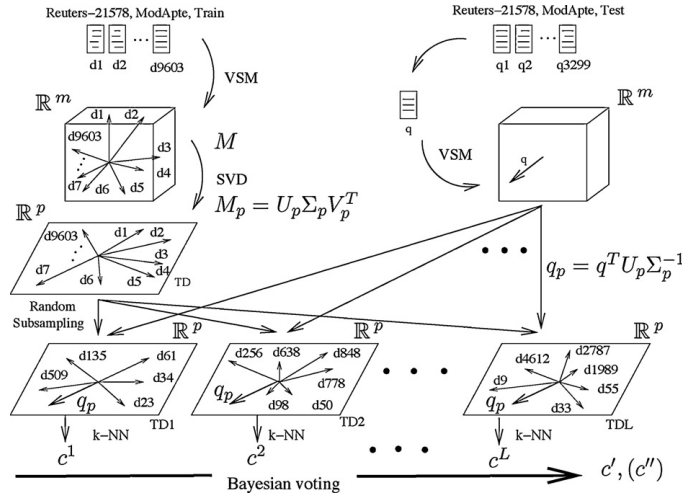 Reuters–21578, ModApte, Train
Reuters–21578, ModApte, Test
d1 d2 ... d9603
q1 q2 ... q3299
VSM
q
VSM
ℝ^m
ℝ^m
d1 d2
d9603
d3
d4
d7 d6 d5
q
M
SVD
M_p = U_p Σ_p V_p^T
ℝ^p
d9603 d1 d2
d3
d4
d7 d6 d5
TD
q_p = q^T U_p Σ_p^{-1}
Random
Subsampling
ℝ^p
ℝ^p
ℝ^p
d135 d61
d509 d34
q_p d23
TD1
d256 d638 d848
d778
q_p d98 d50
TD2
d4612 d2787
d1989
d9 d55
q_p d33
TDL
k–NN
k–NN
k–NN
c^1
c^2
c^L
Bayesian voting
c′, (c″)